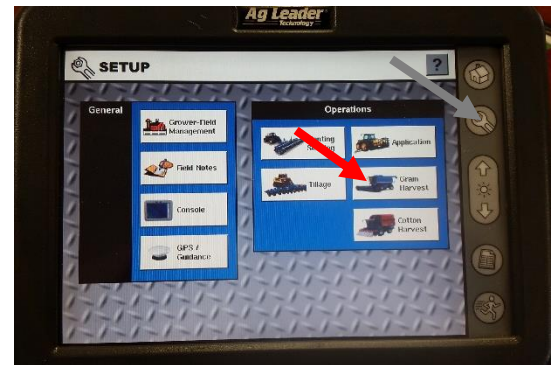 Ag Leader
Technology
SETUP
?
General
Operations
Grower-Field
Management
Field Notes
Console
GPS /
Guidance
Application
Tillage
Grain
Harvest
Cotton
Harvest